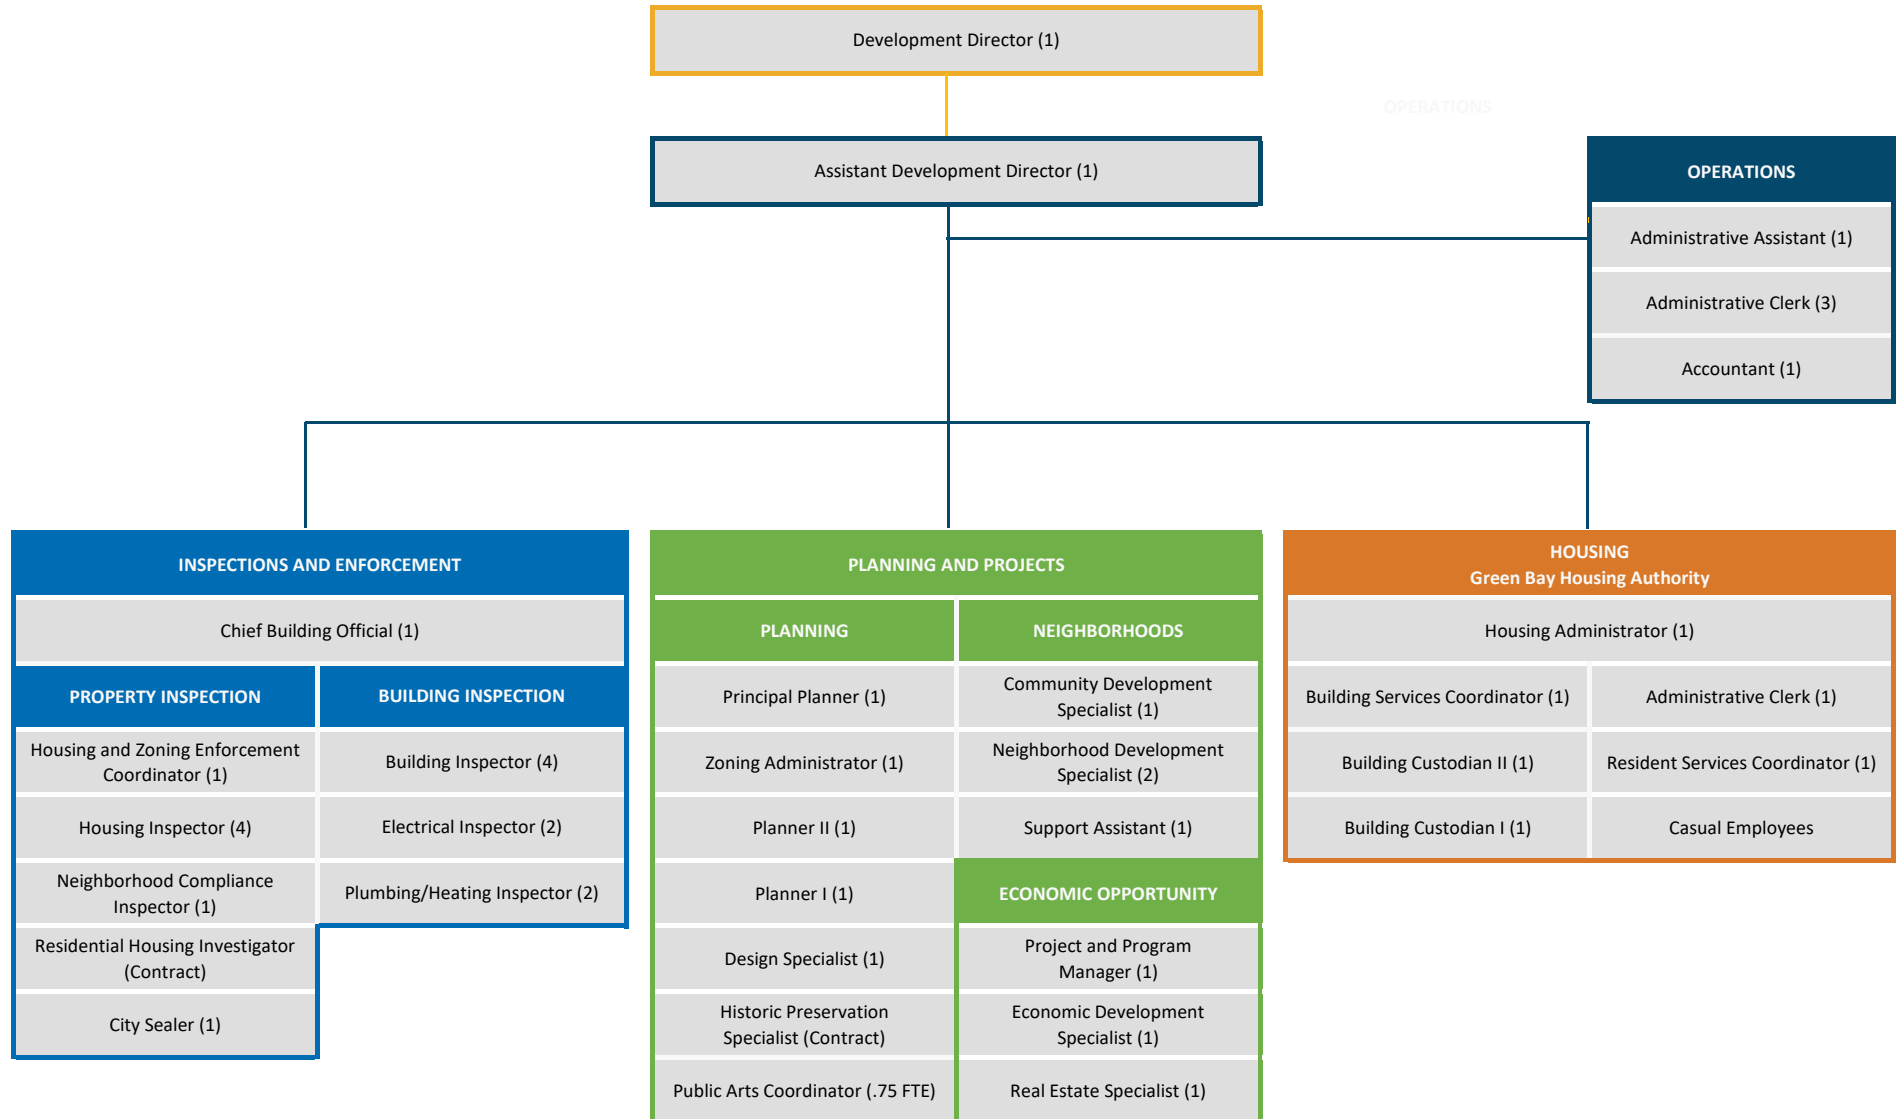 Development Director (1)
OPERATIONS
Assistant Development Director (1)
OPERATIONS
Administrative Assistant (1)
Administrative Clerk (3)
Accountant (1)
INSPECTIONS AND ENFORCEMENT
Chief Building Official (1)
PROPERTY INSPECTION
BUILDING INSPECTION
Housing and Zoning Enforcement
Coordinator (1)
Building Inspector (4)
Housing Inspector (4)
Electrical Inspector (2)
Neighborhood Compliance
Inspector (1)
Plumbing/Heating Inspector (2)
Residential Housing Investigator
(Contract)
City Sealer (1)
PLANNING AND PROJECTS
PLANNING
NEIGHBORHOODS
Principal Planner (1)
Community Development
Specialist (1)
Zoning Administrator (1)
Neighborhood Development
Specialist (2)
Planner II (1)
Support Assistant (1)
Planner I (1)
ECONOMIC OPPORTUNITY
Design Specialist (1)
Project and Program
Manager (1)
Historic Preservation
Specialist (Contract)
Economic Development
Specialist (1)
Public Arts Coordinator (.75 FTE)
Real Estate Specialist (1)
HOUSING
Green Bay Housing Authority
Housing Administrator (1)
Building Services Coordinator (1)
Administrative Clerk (1)
Building Custodian II (1)
Resident Services Coordinator (1)
Building Custodian I (1)
Casual Employees